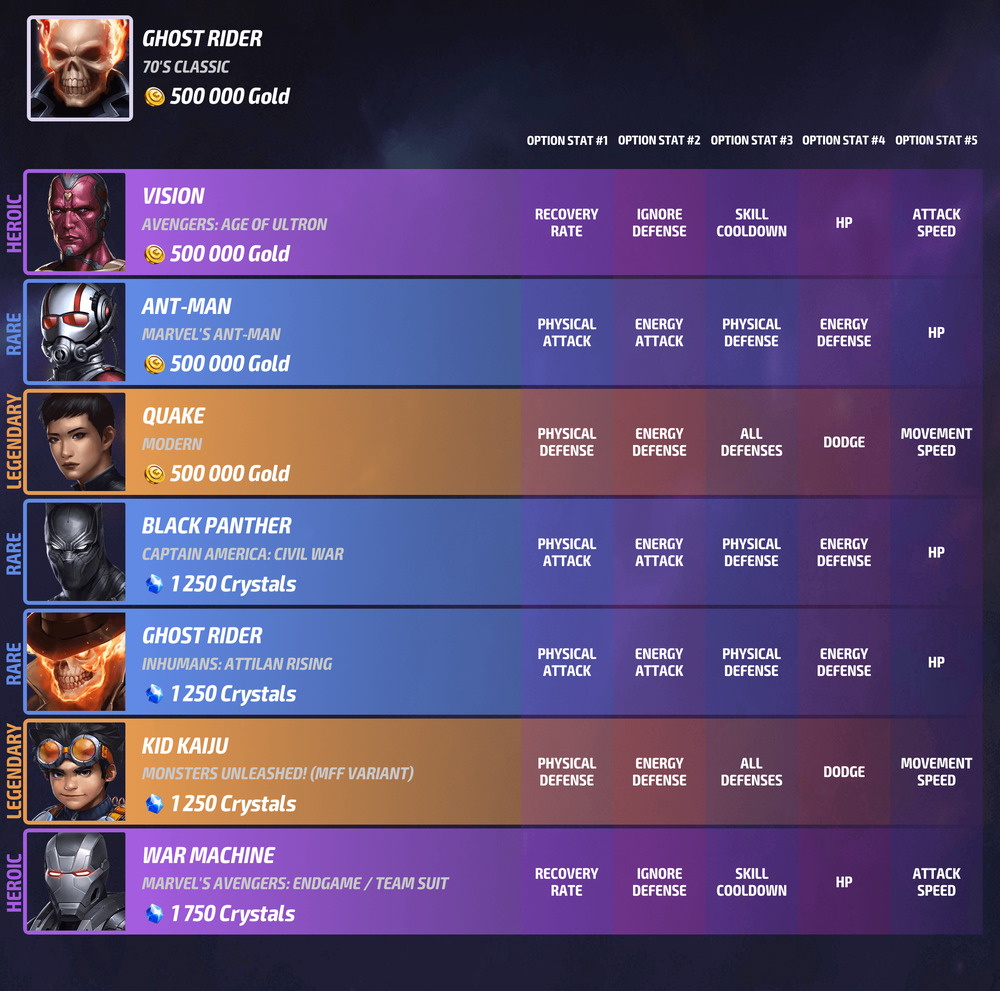 GHOST RIDER
70'S CLASSIC
500 000 Gold
OPTION STAT #1 OPTION STAT #2 OPTION STAT #3 OPTION STAT #4 OPTION STAT #5
HEROIC
VISION
AVENGERS: AGE OF ULTRON
500 000 Gold
RECOVERY RATE
IGNORE DEFENSE
SKILL COOLDOWN
HP
ATTACK SPEED
RARE
ANT-MAN
MARVEL'S ANT-MAN
500 000 Gold
PHYSICAL ATTACK
ENERGY ATTACK
PHYSICAL DEFENSE
ENERGY DEFENSE
HP
LEGENDARY
QUAKE
MODERN
500 000 Gold
PHYSICAL DEFENSE
ENERGY DEFENSE
ALL DEFENSES
DODGE
MOVEMENT SPEED
RARE
BLACK PANTHER
CAPTAIN AMERICA: CIVIL WAR
1 250 Crystals
PHYSICAL ATTACK
ENERGY ATTACK
PHYSICAL DEFENSE
ENERGY DEFENSE
HP
RARE
GHOST RIDER
INHUMANS: ATTILAN RISING
1 250 Crystals
PHYSICAL ATTACK
ENERGY ATTACK
PHYSICAL DEFENSE
ENERGY DEFENSE
HP
LEGENDARY
KID KAIJU
MONSTERS UNLEASHED! (MFF VARIANT)
1 250 Crystals
PHYSICAL DEFENSE
ENERGY DEFENSE
ALL DEFENSES
DODGE
MOVEMENT SPEED
HEROIC
WAR MACHINE
MARVEL'S AVENGERS: ENDGAME / TEAM SUIT
1 750 Crystals
RECOVERY RATE
IGNORE DEFENSE
SKILL COOLDOWN
HP
ATTACK SPEED